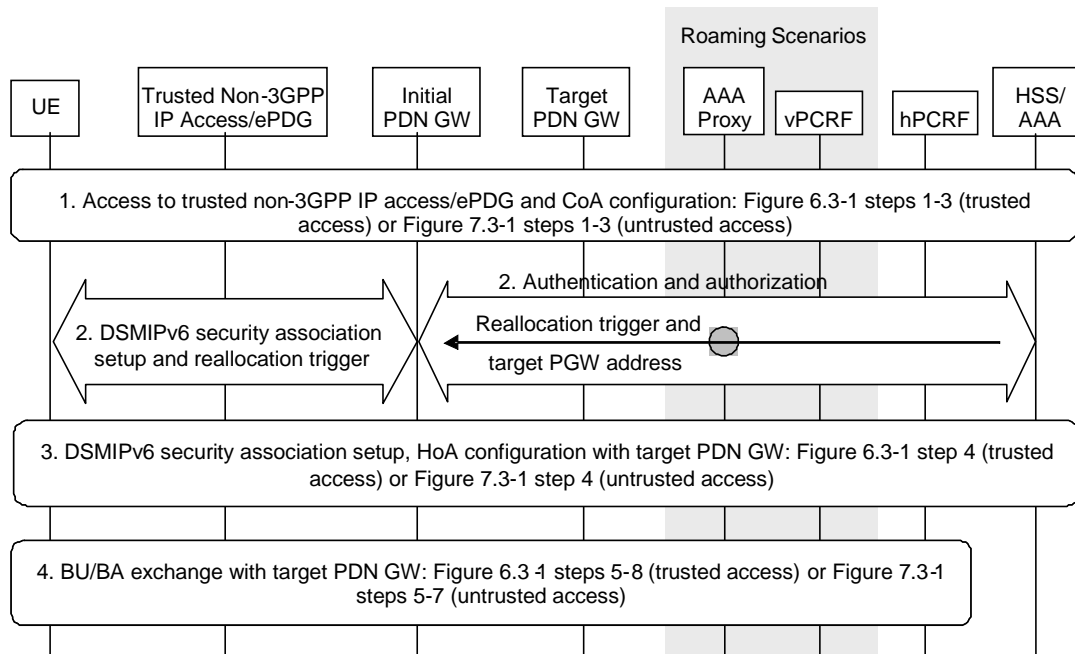 Roaming Scenarios
UE
Trusted Non-3GPP
IP Access/ePDG
Initial
PDN GW
Target
PDN GW
AAA
Proxy
vPCRF
hPCRF
HSS/
AAA
1. Access to trusted non-3GPP IP access/ePDG and CoA configuration: Figure 6.3-1 steps 1-3 (trusted
access) or Figure 7.3-1 steps 1-3 (untrusted access)
2. Authentication and authorization
2. DSMIPv6 security association
setup and reallocation trigger
Reallocation trigger and
target PGW address
3. DSMIPv6 security association setup, HoA configuration with target PDN GW: Figure 6.3-1 step 4 (trusted
access) or Figure 7.3-1 step 4 (untrusted access)
4. BU/BA exchange with target PDN GW: Figure 6.3-1 steps 5-8 (trusted access) or Figure 7.3-1
steps 5-7 (untrusted access)